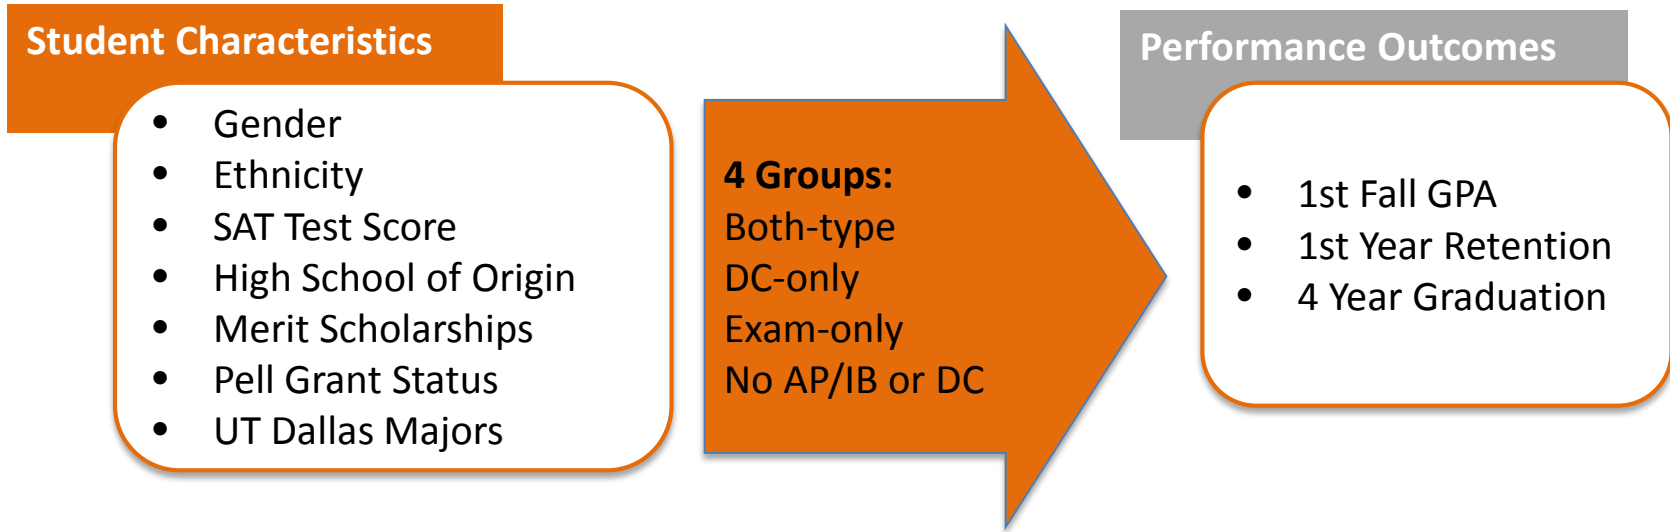 Student Characteristics
• Gender
• Ethnicity
• SAT Test Score
• High School of Origin
• Merit Scholarships
• Pell Grant Status
• UT Dallas Majors
4 Groups:
Both-type
DC-only
Exam-only
No AP/IB or DC
Performance Outcomes
• 1st Fall GPA
• 1st Year Retention
• 4 Year Graduation